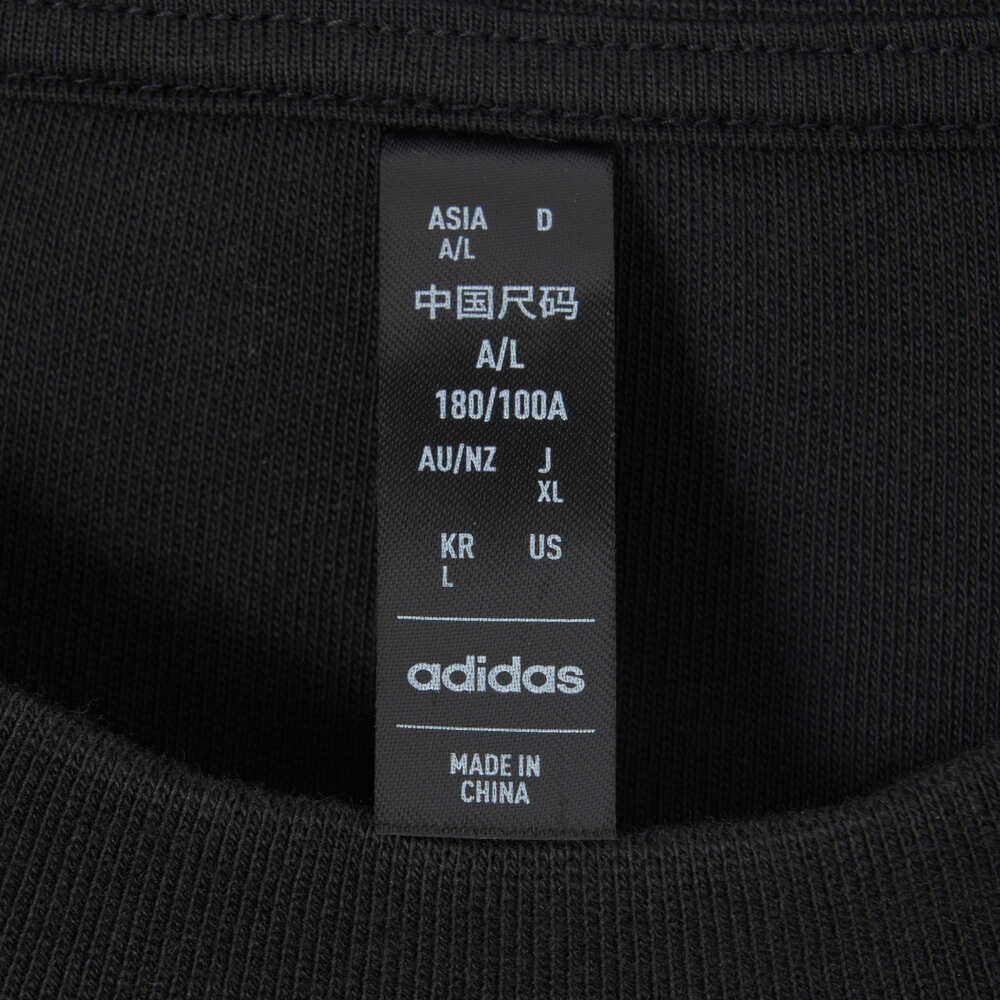 ASIA D
A/L
中国尺码
A/L
180/100A
AU/NZ J
XL
KR US
L
adidas
MADE IN
CHINA